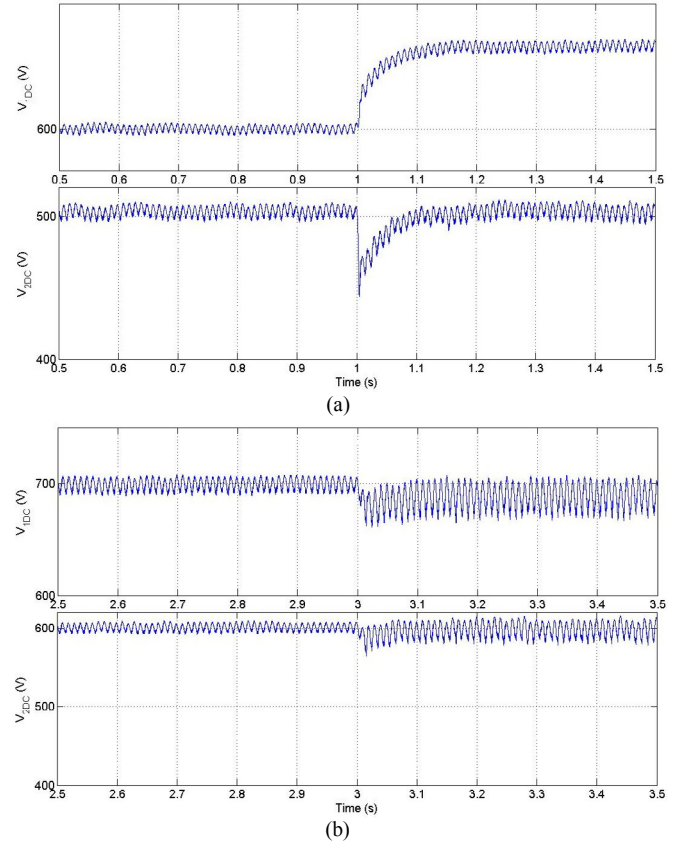 V1DC (V)
600
0.5 0.6 0.7 0.8 0.9 1 1.1 1.2 1.3 1.4 1.5
V2DC (V)
500
400
0.5 0.6 0.7 0.8 0.9 1 1.1 1.2 1.3 1.4 1.5
Time (s)
(a)
V1DC (V)
700
600
2.5 2.6 2.7 2.8 2.9 3 3.1 3.2 3.3 3.4 3.5
V2DC (V)
600
500
400
2.5 2.6 2.7 2.8 2.9 3 3.1 3.2 3.3 3.4 3.5
Time (s)
(b)